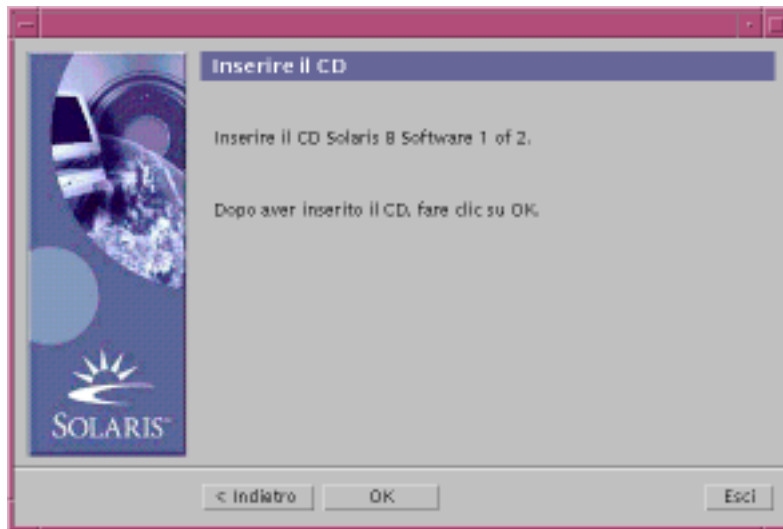 Inserire il CD
Inserire il CD Solaris 8 Software 1 of 2.
Dopo aver inserito il CD, fare clic su OK.
SOLARIS™
< Indietro
OK
Esci